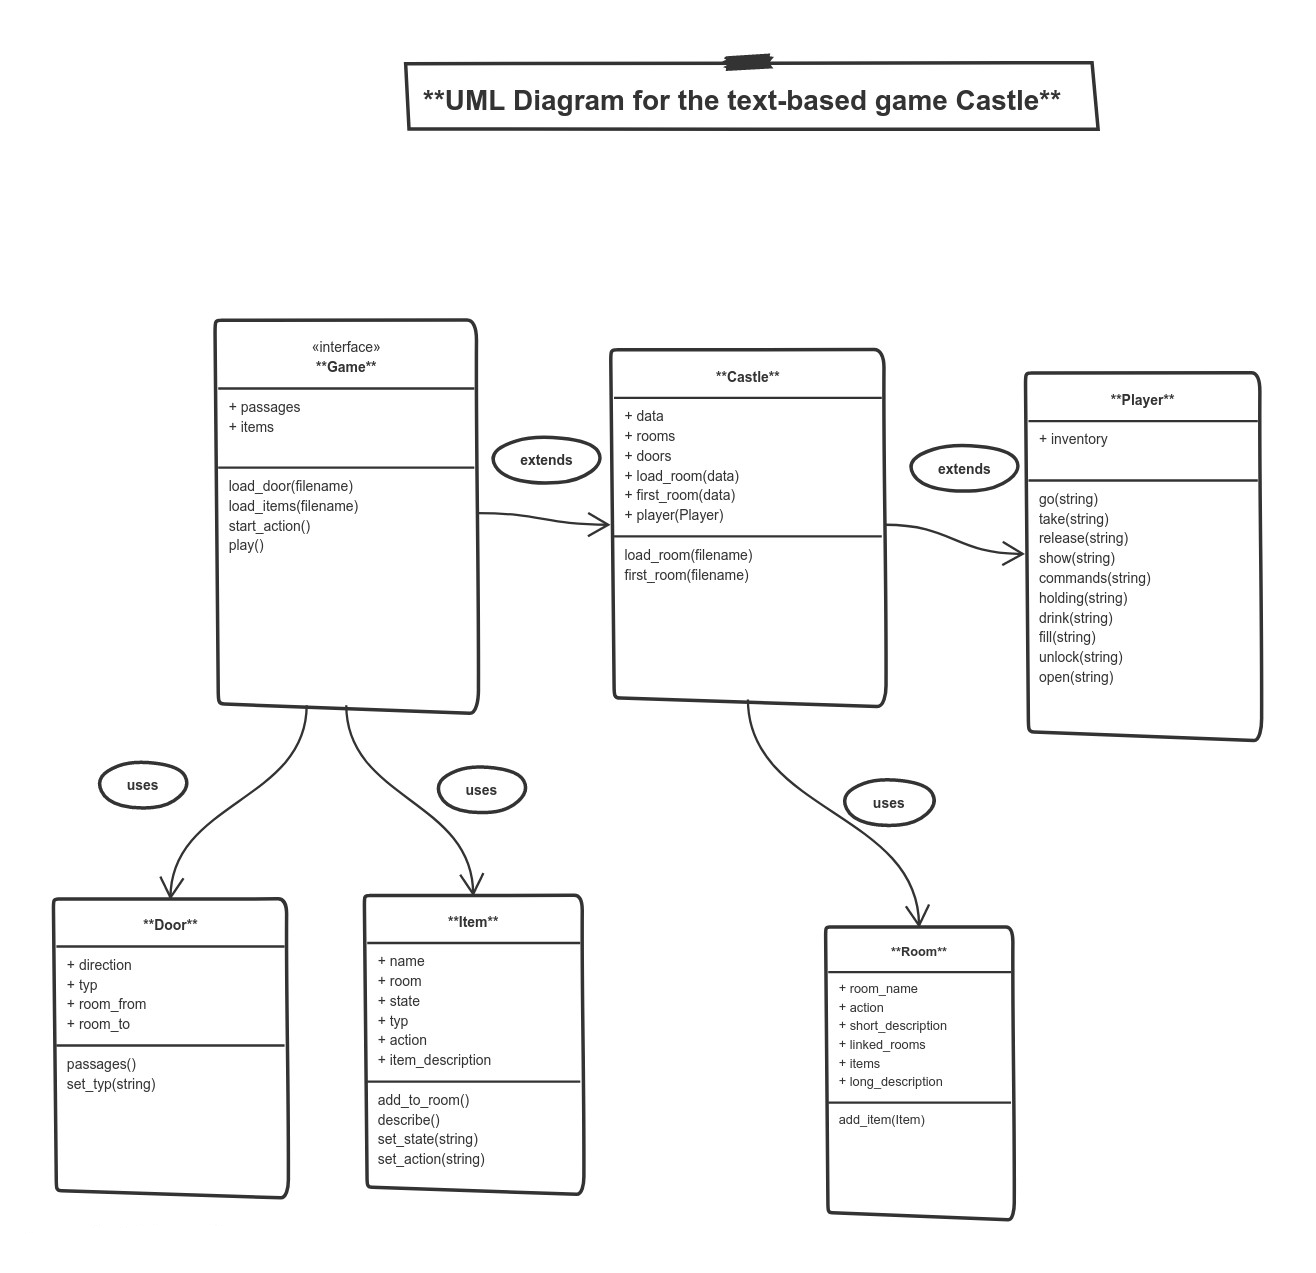 **UML Diagram for the text-based game Castle**
«interface»
**Game**
+ passages
+ items
load_door(filename)
load_items(filename)
start_action()
play()
extends
**Castle**
+ data
+ rooms
+ doors
+ load_room(data)
+ first_room(data)
+ player(Player)
load_room(filename)
first_room(filename)
extends
**Player**
+ inventory
go(string)
take(string)
release(string)
show(string)
commands(string)
holding(string)
drink(string)
fill(string)
unlock(string)
open(string)
uses
uses
uses
**Door**
+ direction
+ typ
+ room_from
+ room_to
passages()
set_typ(string)
**Item**
+ name
+ room
+ state
+ typ
+ action
+ item_description
add_to_room()
describe()
set_state(string)
set_action(string)
**Room**
+ room_name
+ action
+ short_description
+ linked_rooms
+ items
+ long_description
add_item(Item)